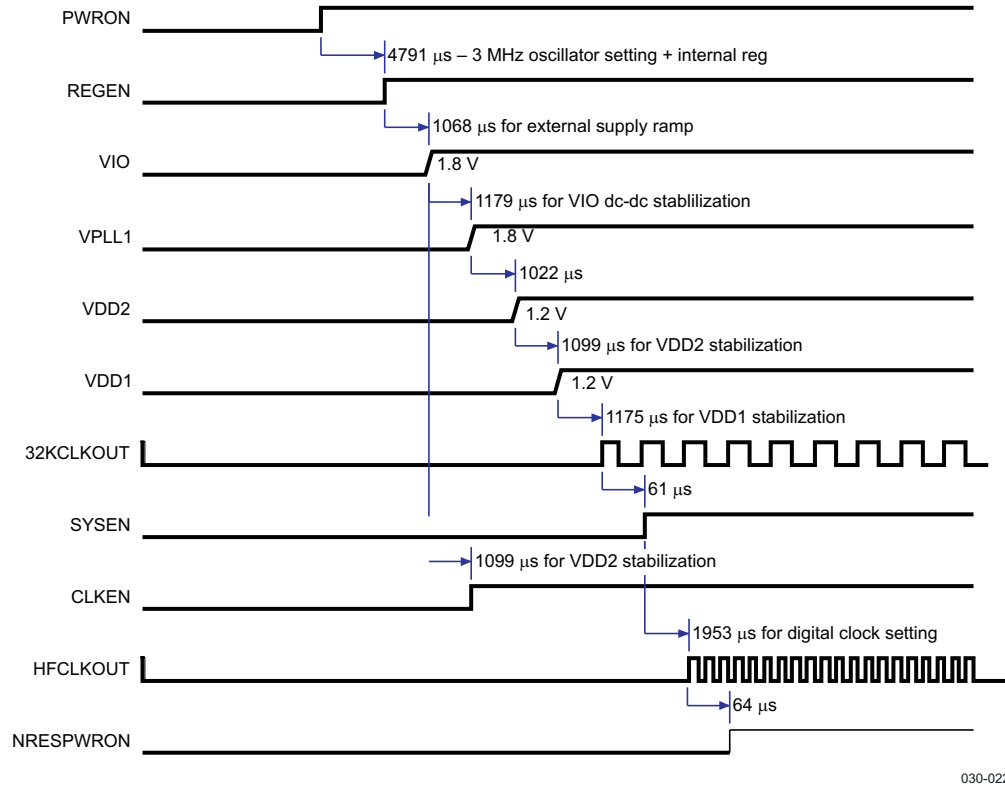 PWRON
4791 μs – 3 MHz oscillator setting + internal reg
REGEN
1068 μs for external supply ramp
VIO
1.8 V
1179 μs for VIO dc-dc stablilization
VPLL1
1.8 V
1022 μs
VDD2
1.2 V
1099 μs for VDD2 stabilization
VDD1
1.2 V
1175 μs for VDD1 stabilization
32KCLKOUT
61 μs
SYSEN
1099 μs for VDD2 stabilization
CLKEN
1953 μs for digital clock setting
HFCLKOUT
64 μs
NRESPWRON
030-022